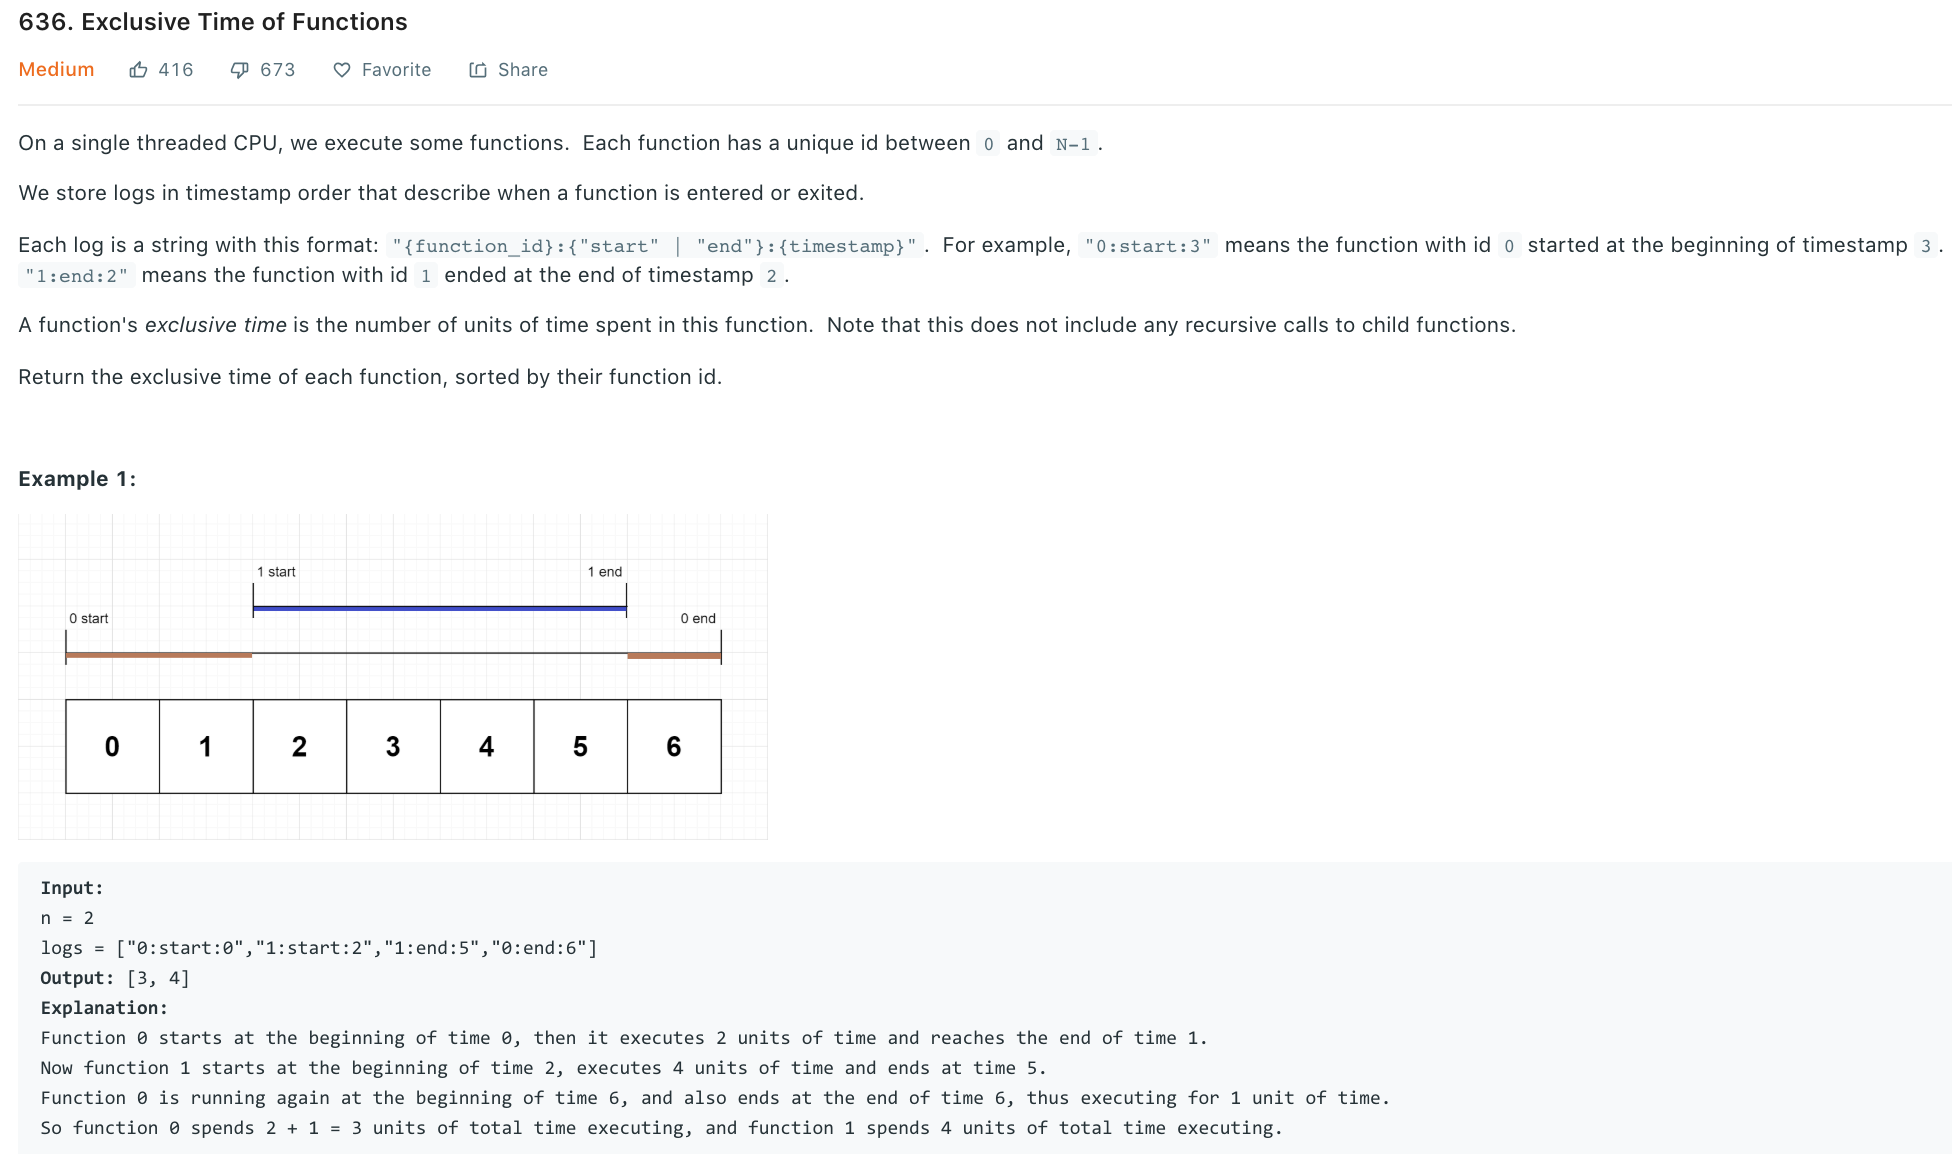 636. Exclusive Time of Functions
Medium 416 673 Favorite Share
On a single threaded CPU, we execute some functions.  Each function has a unique id between 0 and N-1.
We store logs in timestamp order that describe when a function is entered or exited.
Each log is a string with this format: "{function_id}:{"start" | "end"}:{timestamp}".  For example, "0:start:3" means the function with id 0 started at the beginning of timestamp 3.
"1:end:2" means the function with id 1 ended at the end of timestamp 2.
A function's exclusive time is the number of units of time spent in this function.  Note that this does not include any recursive calls to child functions.
Return the exclusive time of each function, sorted by their function id.
Example 1:
1 start 1 end
0 start 0 end
0 1 2 3 4 5 6
Input:
n = 2
logs = ["0:start:0","1:start:2","1:end:5","0:end:6"]
Output: [3, 4]
Explanation:
Function 0 starts at the beginning of time 0, then it executes 2 units of time and reaches the end of time 1.
Now function 1 starts at the beginning of time 2, executes 4 units of time and ends at time 5.
Function 0 is running again at the beginning of time 6, and also ends at the end of time 6, thus executing for 1 unit of time.
So function 0 spends 2 + 1 = 3 units of total time executing, and function 1 spends 4 units of total time executing.